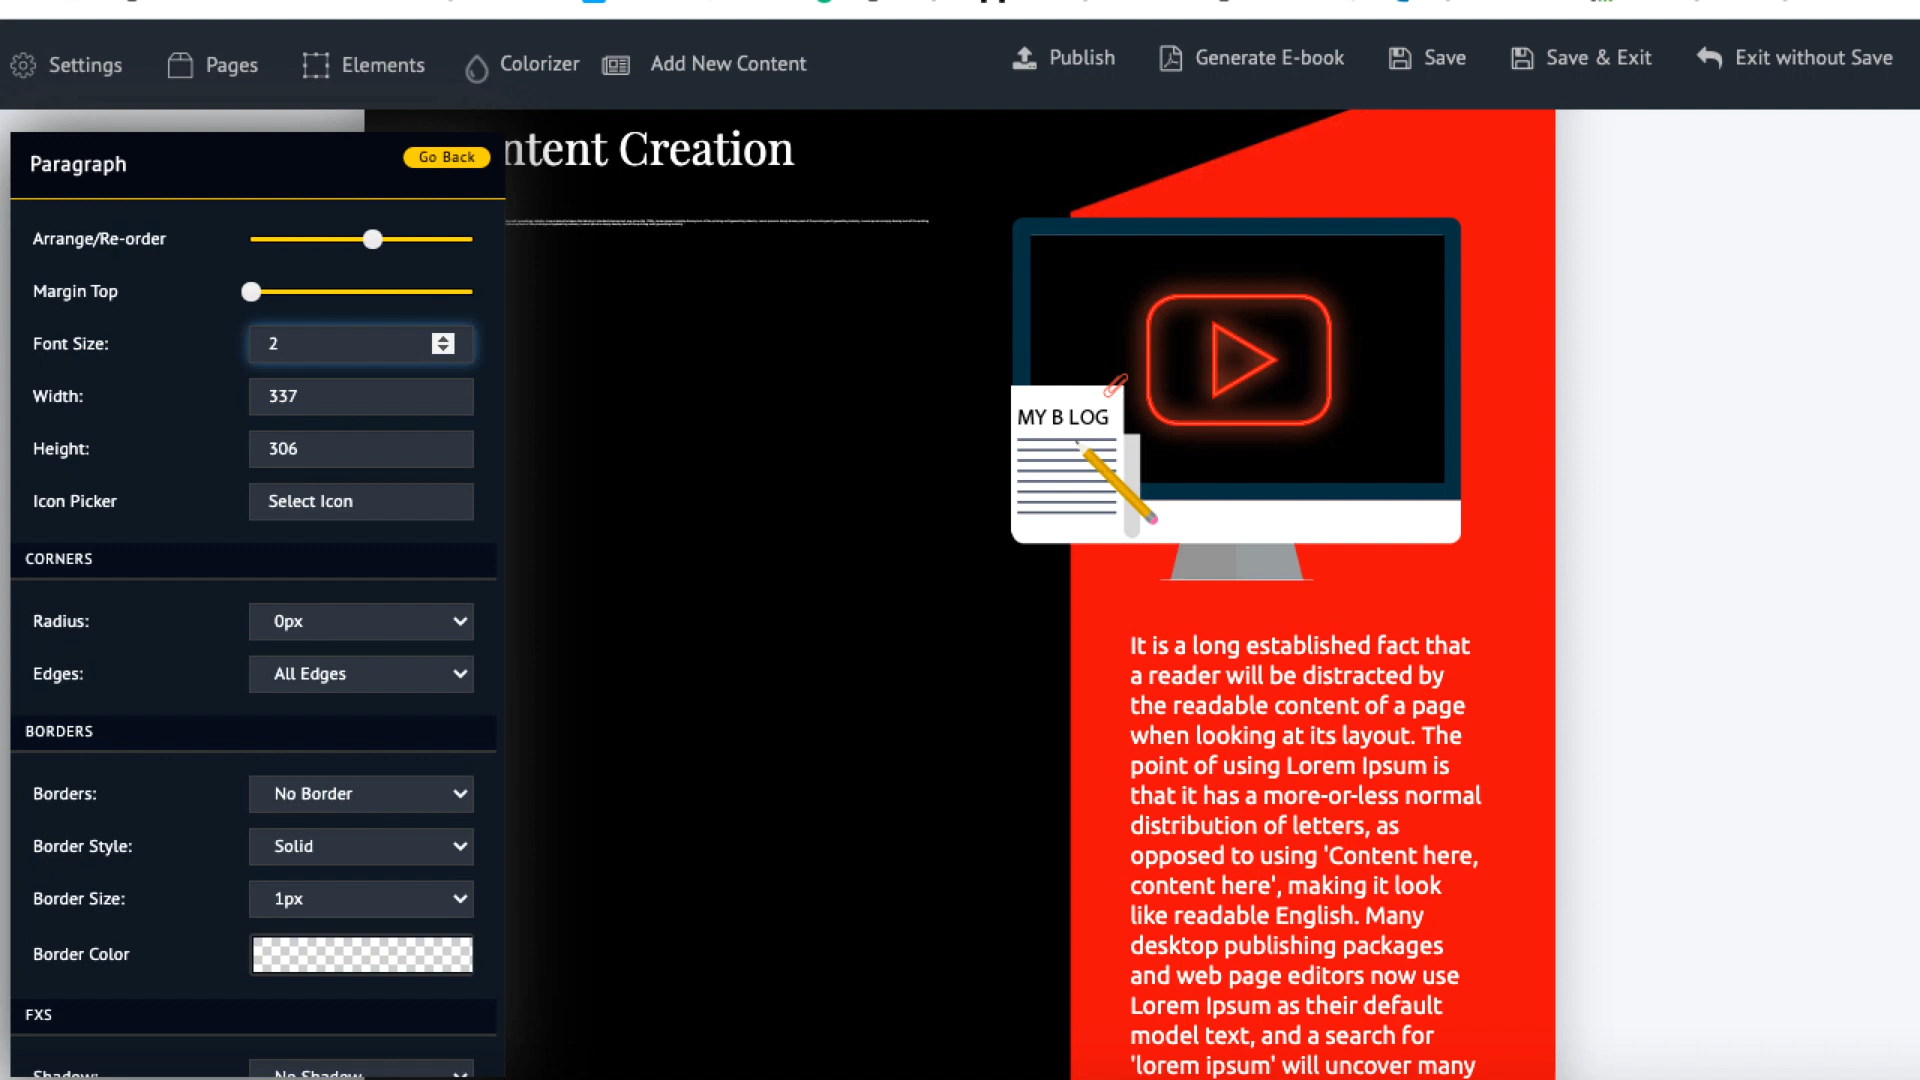 Settings
Pages
Elements
Colorizer
Add New Content
Publish
Generate E-book
Save
Save & Exit
Exit without Save
Paragraph
Go Back
Arrange/Re-order
Margin Top
Font Size:
2
Width:
337
Height:
306
Icon Picker
Select Icon
CORNERS
Radius:
0px
Edges:
All Edges
BORDERS
Borders:
No Border
Border Style:
Solid
Border Size:
1px
Border Color
FXS
Shadow:
No Shadow
ntent Creation
MY B LOG
It is a long established fact that
a reader will be distracted by
the readable content of a page
when looking at its layout. The
point of using Lorem Ipsum is
that it has a more-or-less normal
distribution of letters, as
opposed to using 'Content here,
content here', making it look
like readable English. Many
desktop publishing packages
and web page editors now use
Lorem Ipsum as their default
model text, and a search for
'lorem ipsum' will uncover many